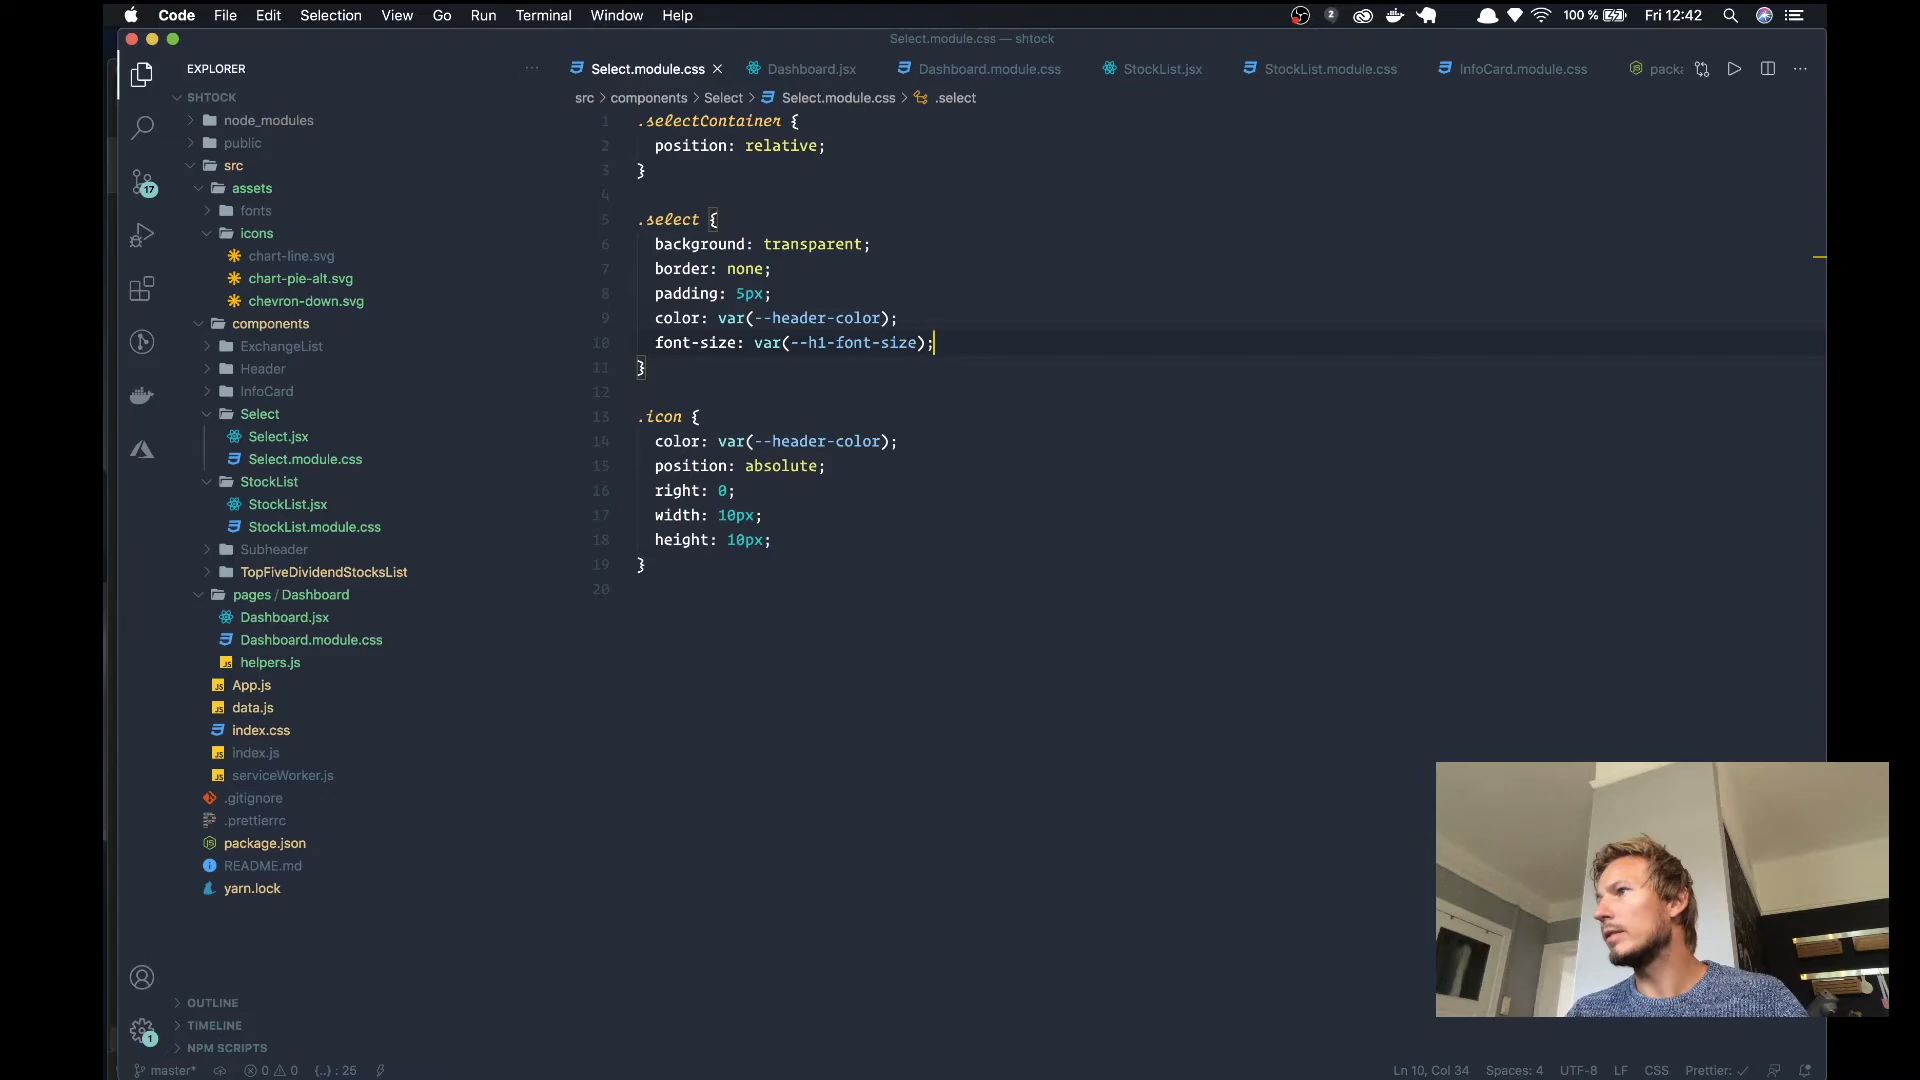 Code File Edit Selection View Go Run Terminal Window Help 2 100 % Fri 12:42
Select.module.css — shtock
EXPLORER
Select.module.css Dashboard.jsx Dashboard.module.css StockList.jsx StockList.module.css InfoCard.module.css packa
src > components > Select > Select.module.css > .select
SHTOCK
node_modules
public
src
assets
fonts
icons
chart-line.svg
chart-pie-alt.svg
chevron-down.svg
components
ExchangeList
Header
InfoCard
Select
Select.jsx
Select.module.css
StockList
StockList.jsx
StockList.module.css
Subheader
TopFiveDividendStocksList
pages / Dashboard
Dashboard.jsx
Dashboard.module.css
helpers.js
App.js
data.js
index.css
index.js
serviceWorker.js
.gitignore
.prettierrc
package.json
README.md
yarn.lock
OUTLINE
TIMELINE
NPM SCRIPTS
17
1
1 .selectContainer {
2 position: relative;
3 }
4
5 .select {
6 background: transparent;
7 border: none;
8 padding: 5px;
9 color: var(--header-color);
10 font-size: var(--h1-font-size);
11 }
12
13 .icon {
14 color: var(--header-color);
15 position: absolute;
16 right: 0;
17 width: 10px;
18 height: 10px;
19 }
20
master* 0 0 {..} : 25 Ln 10, Col 34 Spaces: 4 UTF-8 LF CSS Prettier: ✓